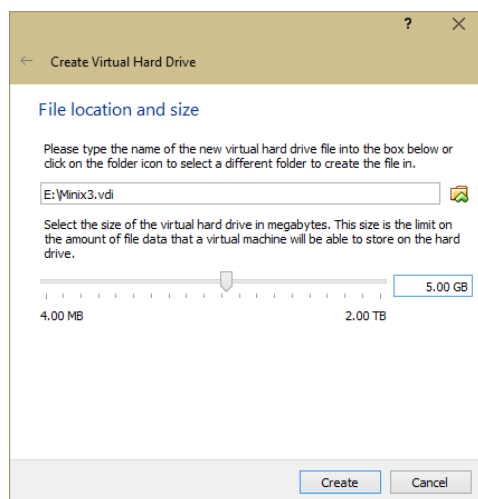 ?
Create Virtual Hard Drive
File location and size
Please type the name of the new virtual hard drive file into the box below or
click on the folder icon to select a different folder to create the file in.
E:\Minix3.vdi
Select the size of the virtual hard drive in megabytes. This size is the limit on
the amount of file data that a virtual machine will be able to store on the hard
drive.
5.00 GB
4.00 MB 2.00 TB
Create Cancel